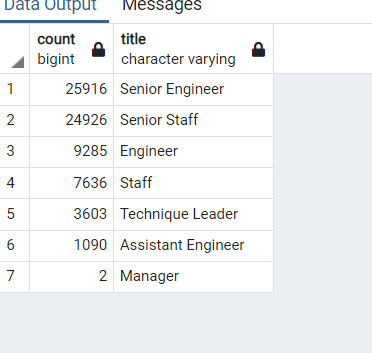 Data Output Messages
count title
bigint character varying
1 25916 Senior Engineer
2 24926 Senior Staff
3 9285 Engineer
4 7636 Staff
5 3603 Technique Leader
6 1090 Assistant Engineer
7 2 Manager